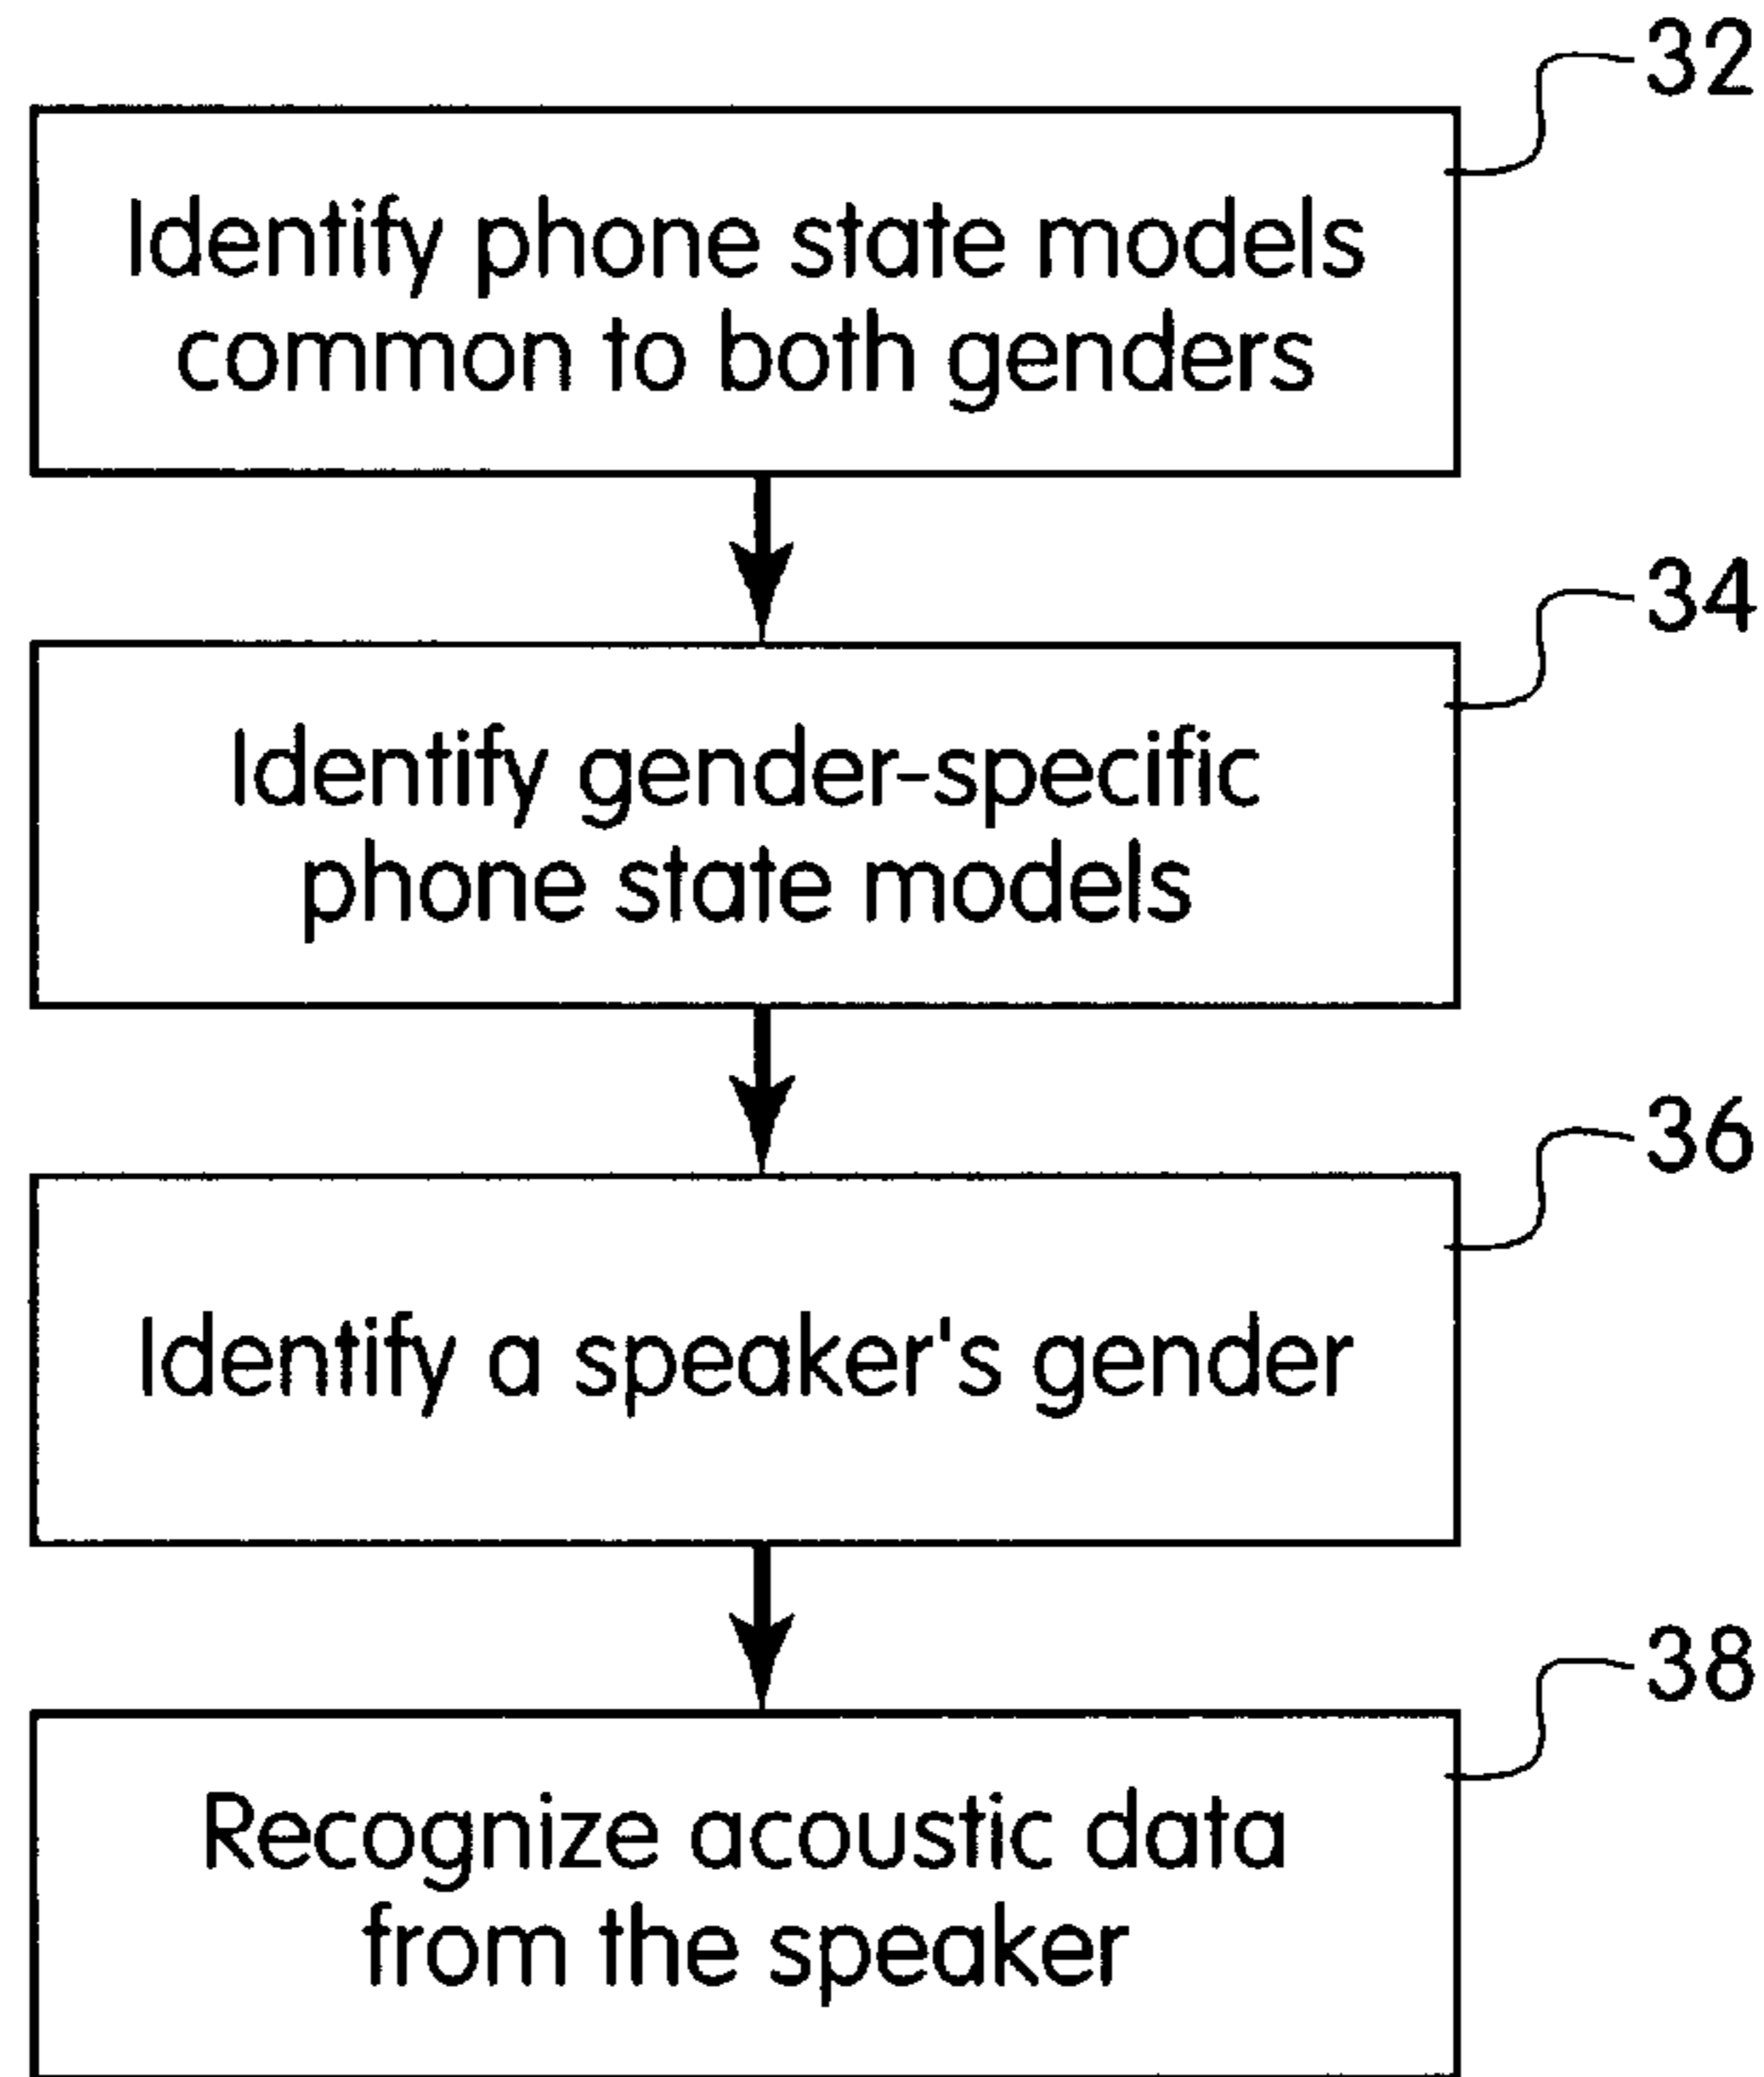 32
Identify phone state models
common to both genders
34
Identify gender-specific
phone state models
36
Identify a speaker's gender
38
Recognize acoustic data
from the speaker